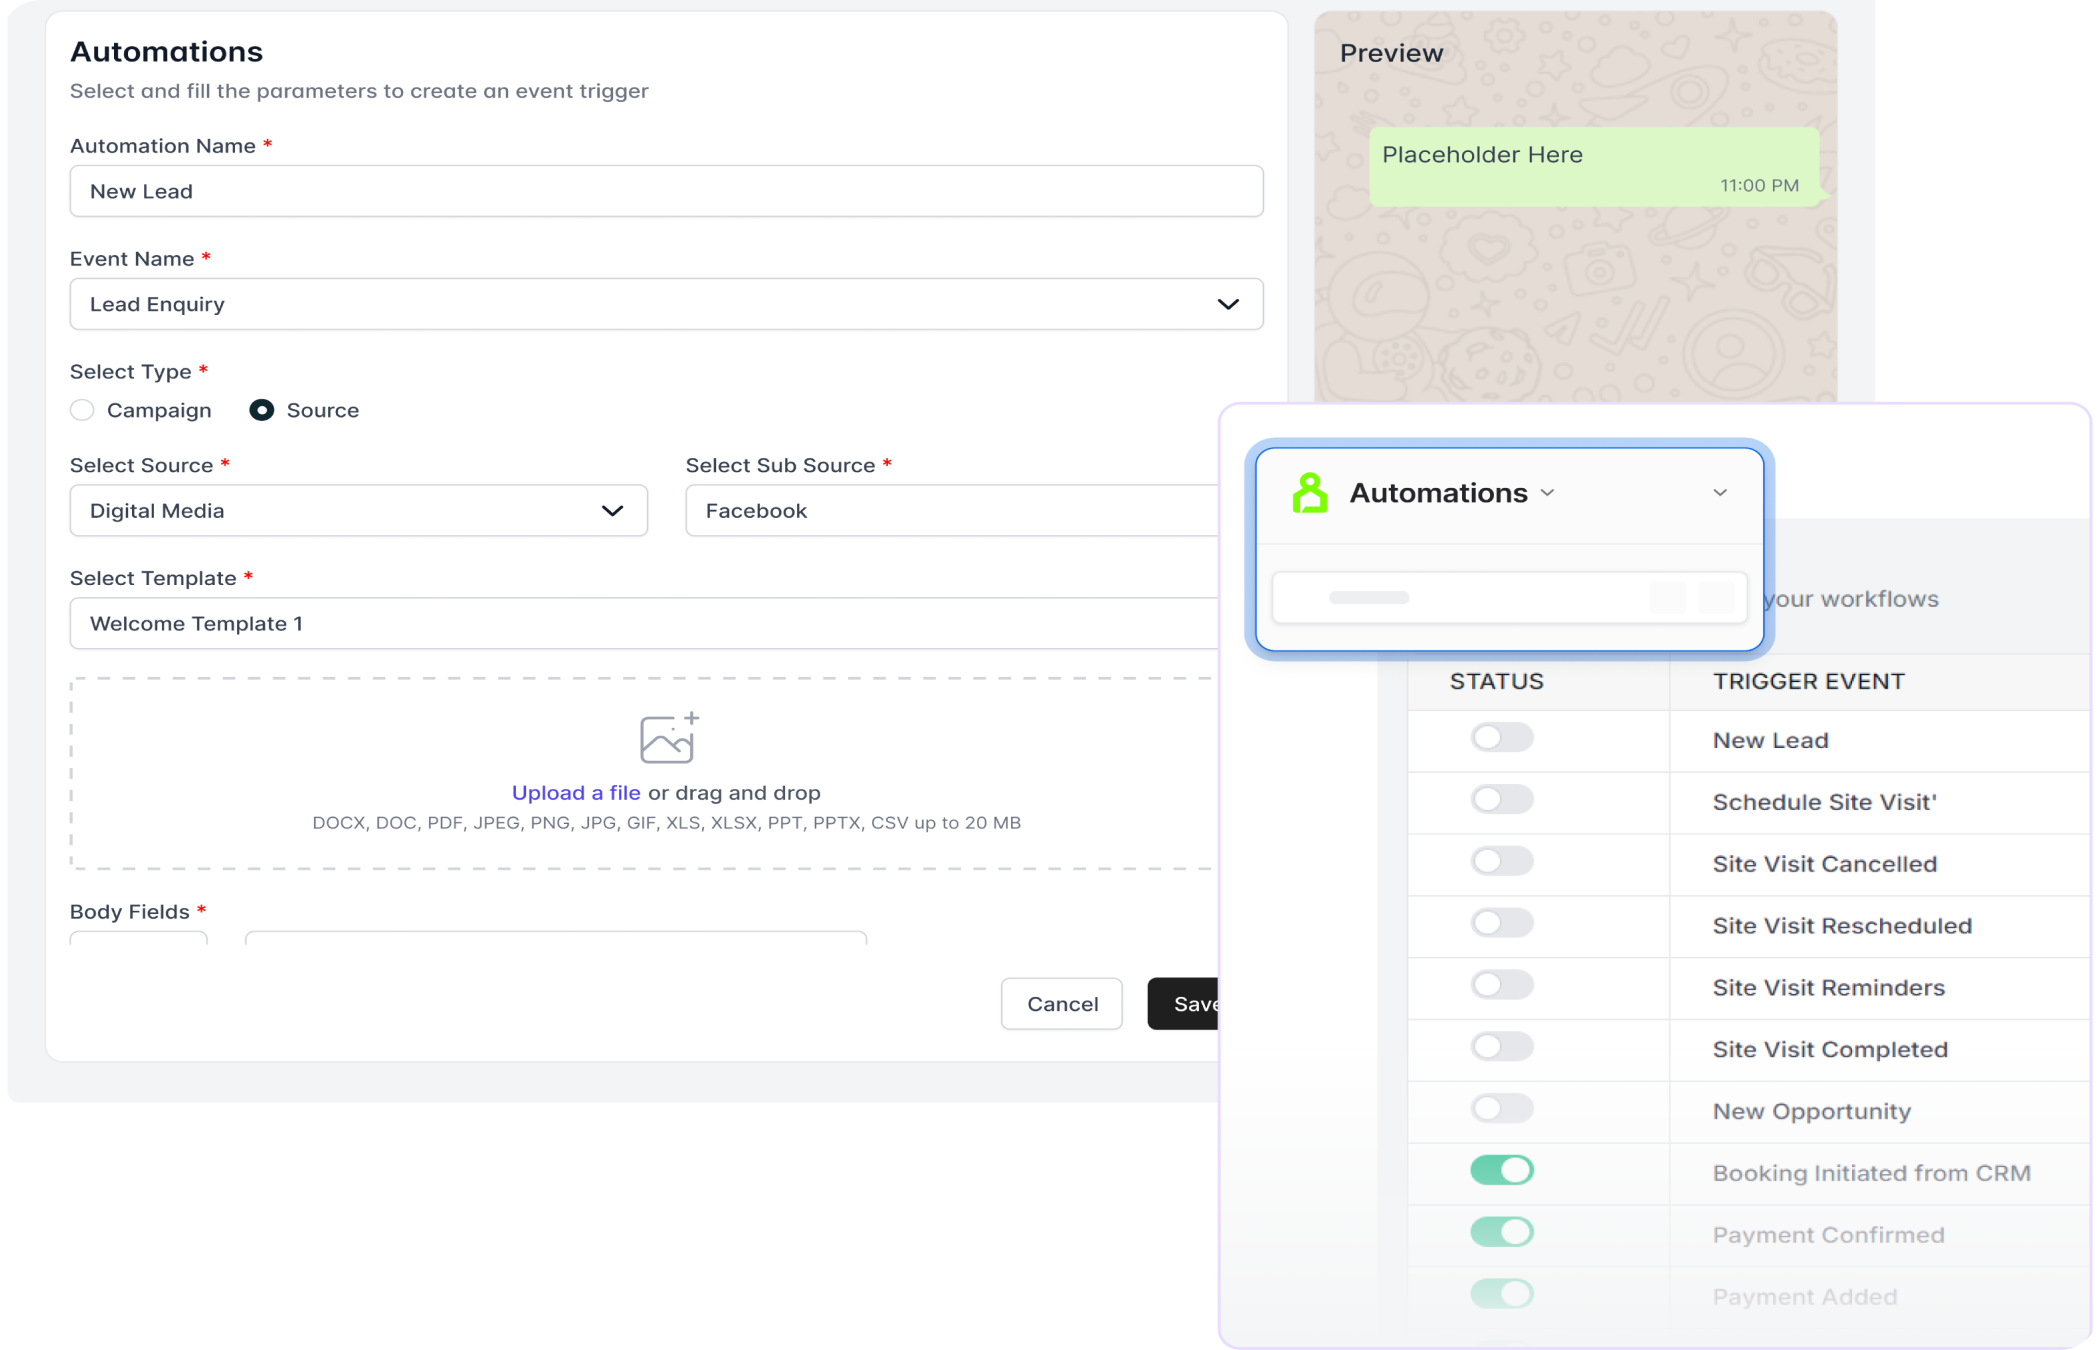 Automations
Select and fill the parameters to create an event trigger
Automation Name *
New Lead
Event Name *
Lead Enquiry
Select Type *
Campaign Source
Select Source * Select Sub Source *
Digital Media Facebook
Select Template *
Welcome Template 1
Upload a file or drag and drop
DOCX, DOC, PDF, JPEG, PNG, JPG, GIF, XLS, XLSX, PPT, PPTX, CSV up to 20 MB
Body Fields *
Cancel Save
Preview
Placeholder Here
11:00 PM
Automations
your workflows
STATUS TRIGGER EVENT
New Lead
Schedule Site Visit'
Site Visit Cancelled
Site Visit Rescheduled
Site Visit Reminders
Site Visit Completed
New Opportunity
Booking Initiated from CRM
Payment Confirmed
Payment Added